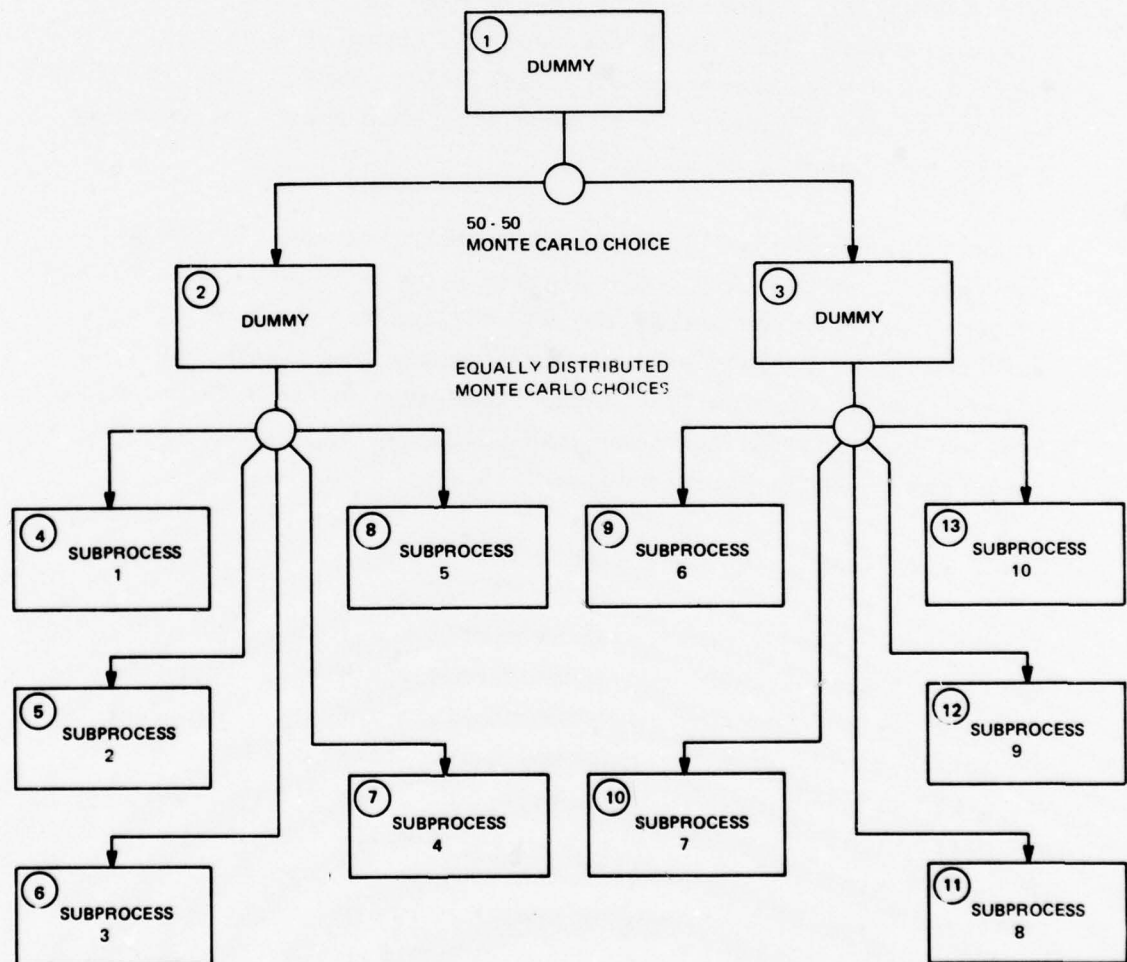 1
DUMMY
50 - 50
MONTE CARLO CHOICE
2
DUMMY
3
DUMMY
EQUALLY DISTRIBUTED
MONTE CARLO CHOICES
4
SUBPROCESS
1
8
SUBPROCESS
5
9
SUBPROCESS
6
13
SUBPROCESS
10
5
SUBPROCESS
2
12
SUBPROCESS
9
7
SUBPROCESS
4
10
SUBPROCESS
7
6
SUBPROCESS
3
11
SUBPROCESS
8